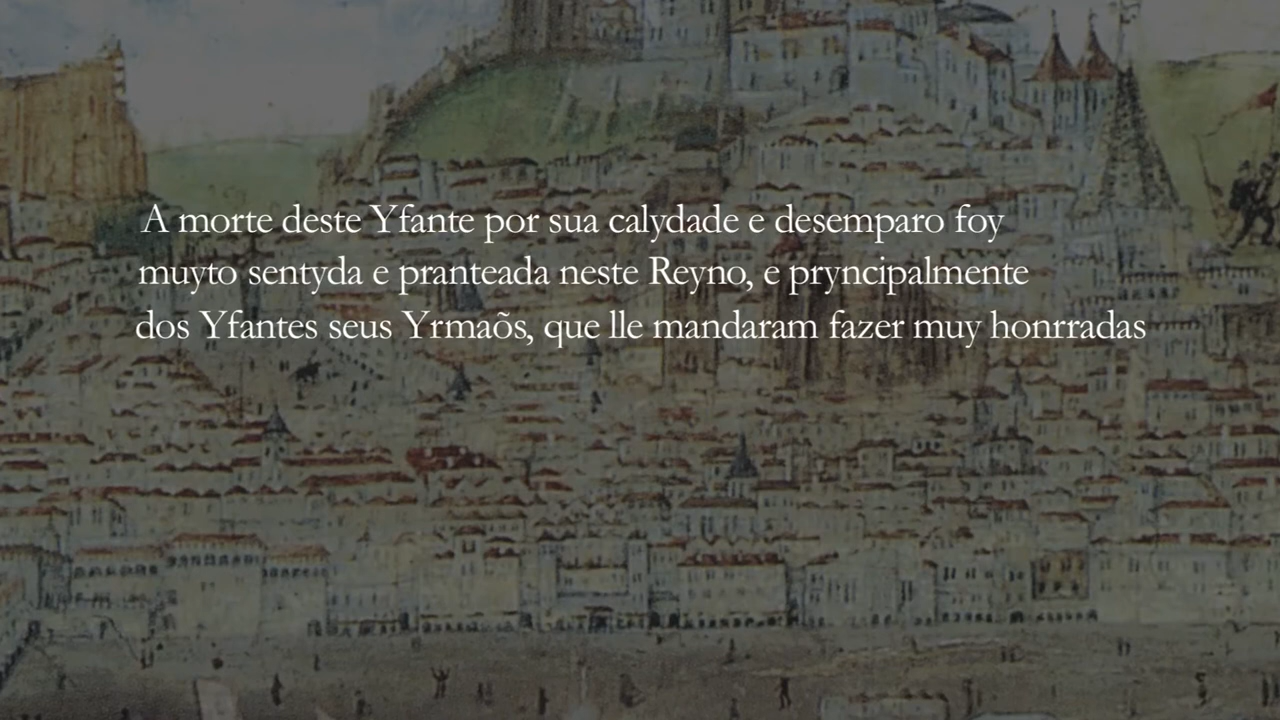 A morte deste Yfante por sua calydade e desemparo foy
muyto sentyda e pranteada neste Reyno, e pryncipalmente
dos Yfantes seus Yrmaõs, que lle mandaram fazer muy honrradas